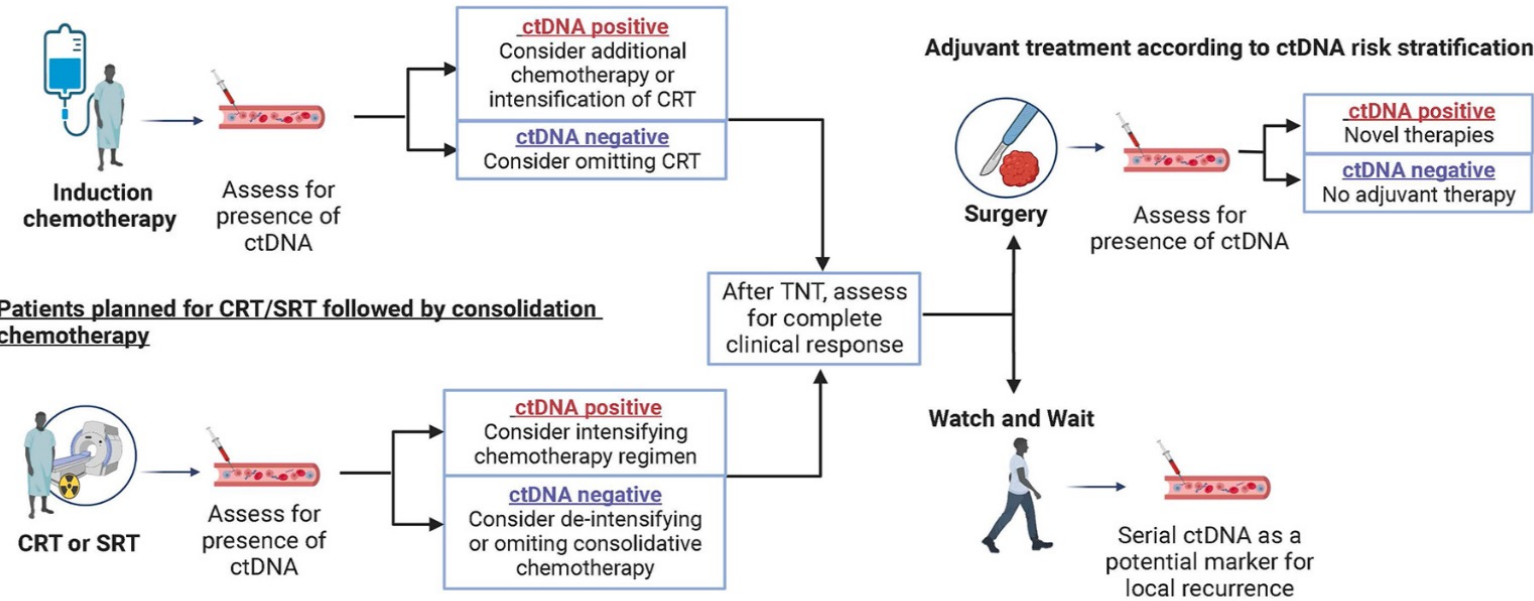 ctDNA positive
Consider additional
chemotherapy or
intensification of CRT
ctDNA negative
Consider omitting CRT
Induction
chemotherapy
Assess for
presence of
ctDNA
Patients planned for CRT/SRT followed by consolidation
chemotherapy
CRT or SRT
Assess for
presence of
ctDNA
ctDNA positive
Consider intensifying
chemotherapy regimen
ctDNA negative
Consider de-intensifying
or omiting consolidative
chemotherapy
After TNT, assess
for complete
clinical response
Adjuvant treatment according to ctDNA risk stratification
Surgery
Assess for
presence of ctDNA
ctDNA positive
Novel therapies
ctDNA negative
No adjuvant therapy
Watch and Wait
Serial ctDNA as a
potential marker for
local recurrence